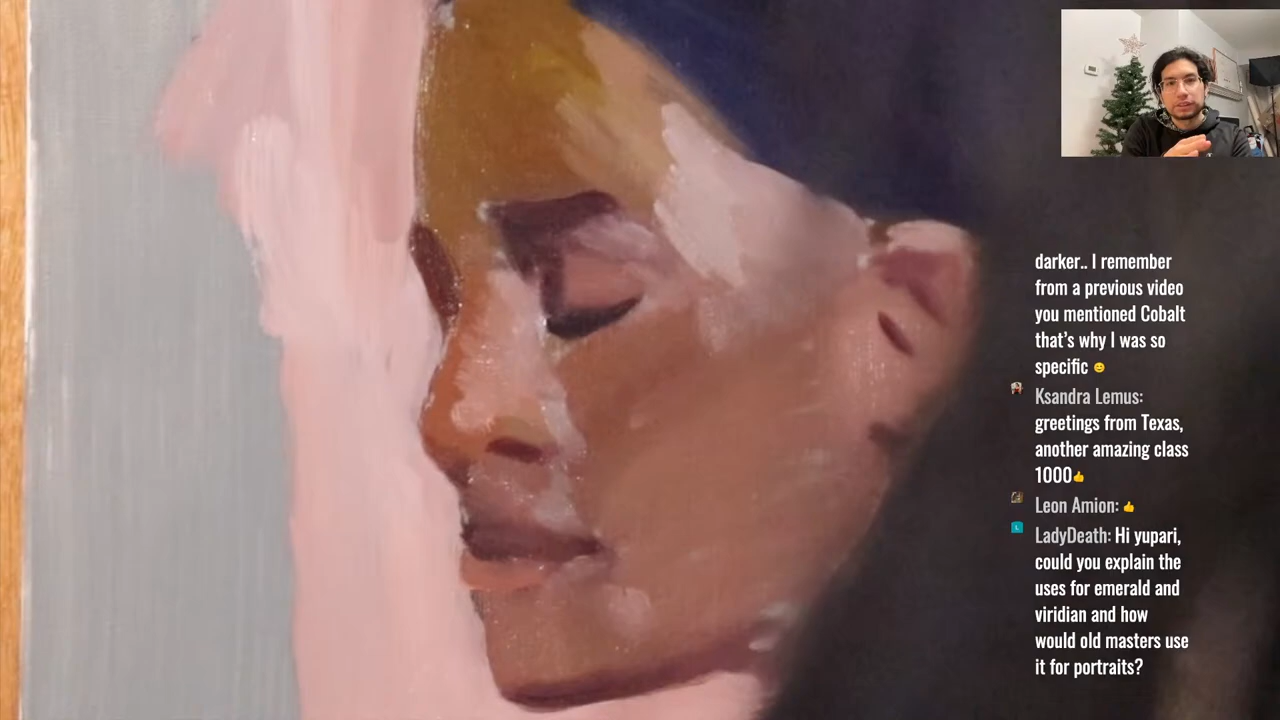 darker.. I remember
from a previous video
you mentioned Cobalt
that's why I was so
specific 😊
Ksandra Lemus:
greetings from Texas,
another amazing class
1000👍
Leon Amion: 👍
LadyDeath: Hi yupari,
could you explain the
uses for emerald and
viridian and how
would old masters use
it for portraits?